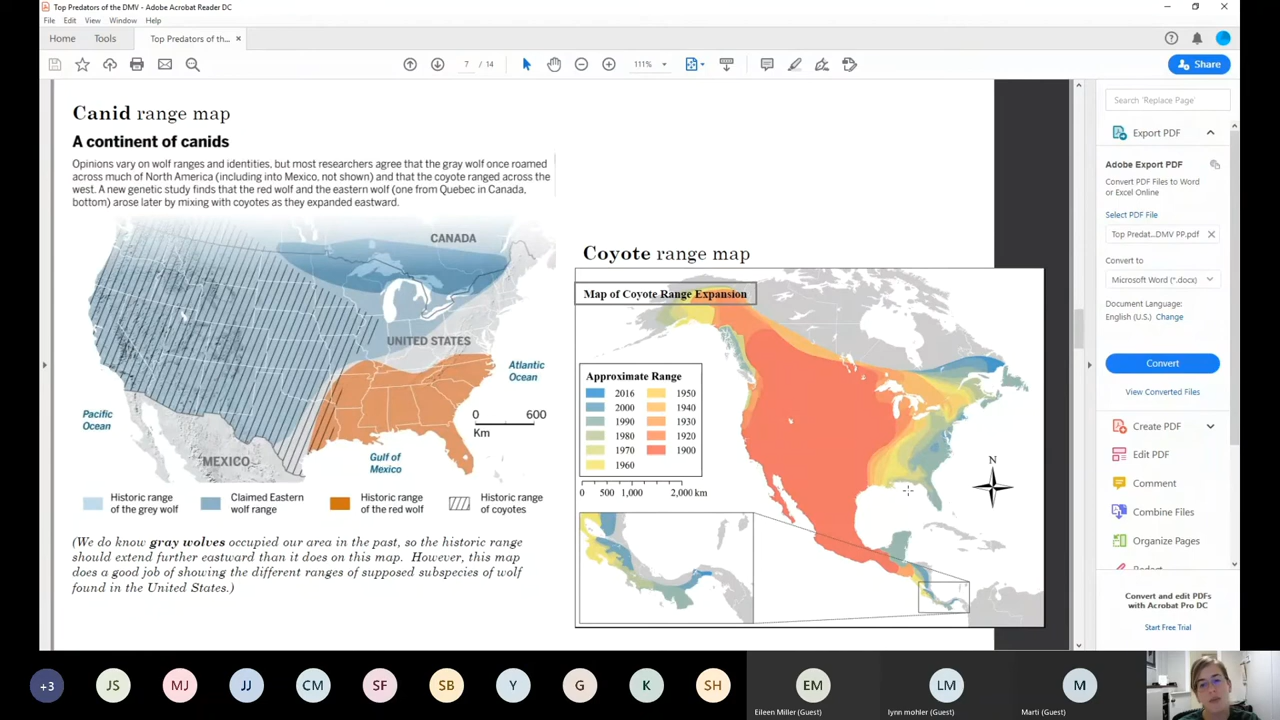 Top Predators of the DMV - Adobe Acrobat Reader DC
File Edit View Window Help
Home Tools Top Predators of th... ×
7 / 14 111% Share
Canid range map
A continent of canids
Opinions vary on wolf ranges and identities, but most researchers agree that the gray wolf once roamed
across much of North America (including into Mexico, not shown) and that the coyote ranged across the
west. A new genetic study finds that the red wolf and the eastern wolf (one from Quebec in Canada,
bottom) arose later by mixing with coyotes as they expanded eastward.
CANADA
UNITED STATES
Atlantic
Ocean
Pacific
Ocean
0 600
Km
MEXICO
Gulf of
Mexico
Historic range
of the grey wolf
Claimed Eastern
wolf range
Historic range
of the red wolf
Historic range
of coyotes
(We do know gray wolves occupied our area in the past, so the historic range
should extend further eastward than it does on this map. However, this map
does a good job of showing the different ranges of supposed subspecies of wolf
found in the United States.)
Coyote range map
Map of Coyote Range Expansion
Approximate Range
2016 1950
2000 1940
1990 1930
1980 1920
1970 1900
1960
0 500 1,000 2,000 km
N
Search 'Replace Page'
Export PDF
Adobe Export PDF
Convert PDF Files to Word
or Excel Online
Select PDF File
Top Predat...DMV PP.pdf
Convert to
Microsoft Word (*.docx)
Document Language:
English (U.S.) Change
Convert
View Converted Files
Create PDF
Edit PDF
Comment
Combine Files
Organize Pages
Redact
Convert and edit PDFs
with Acrobat Pro DC
Start Free Trial
+3 JS MJ JJ CM SF SB Y G K SH EM LM M
Eileen Miller (Guest) lynn mohler (Guest) Marti (Guest)